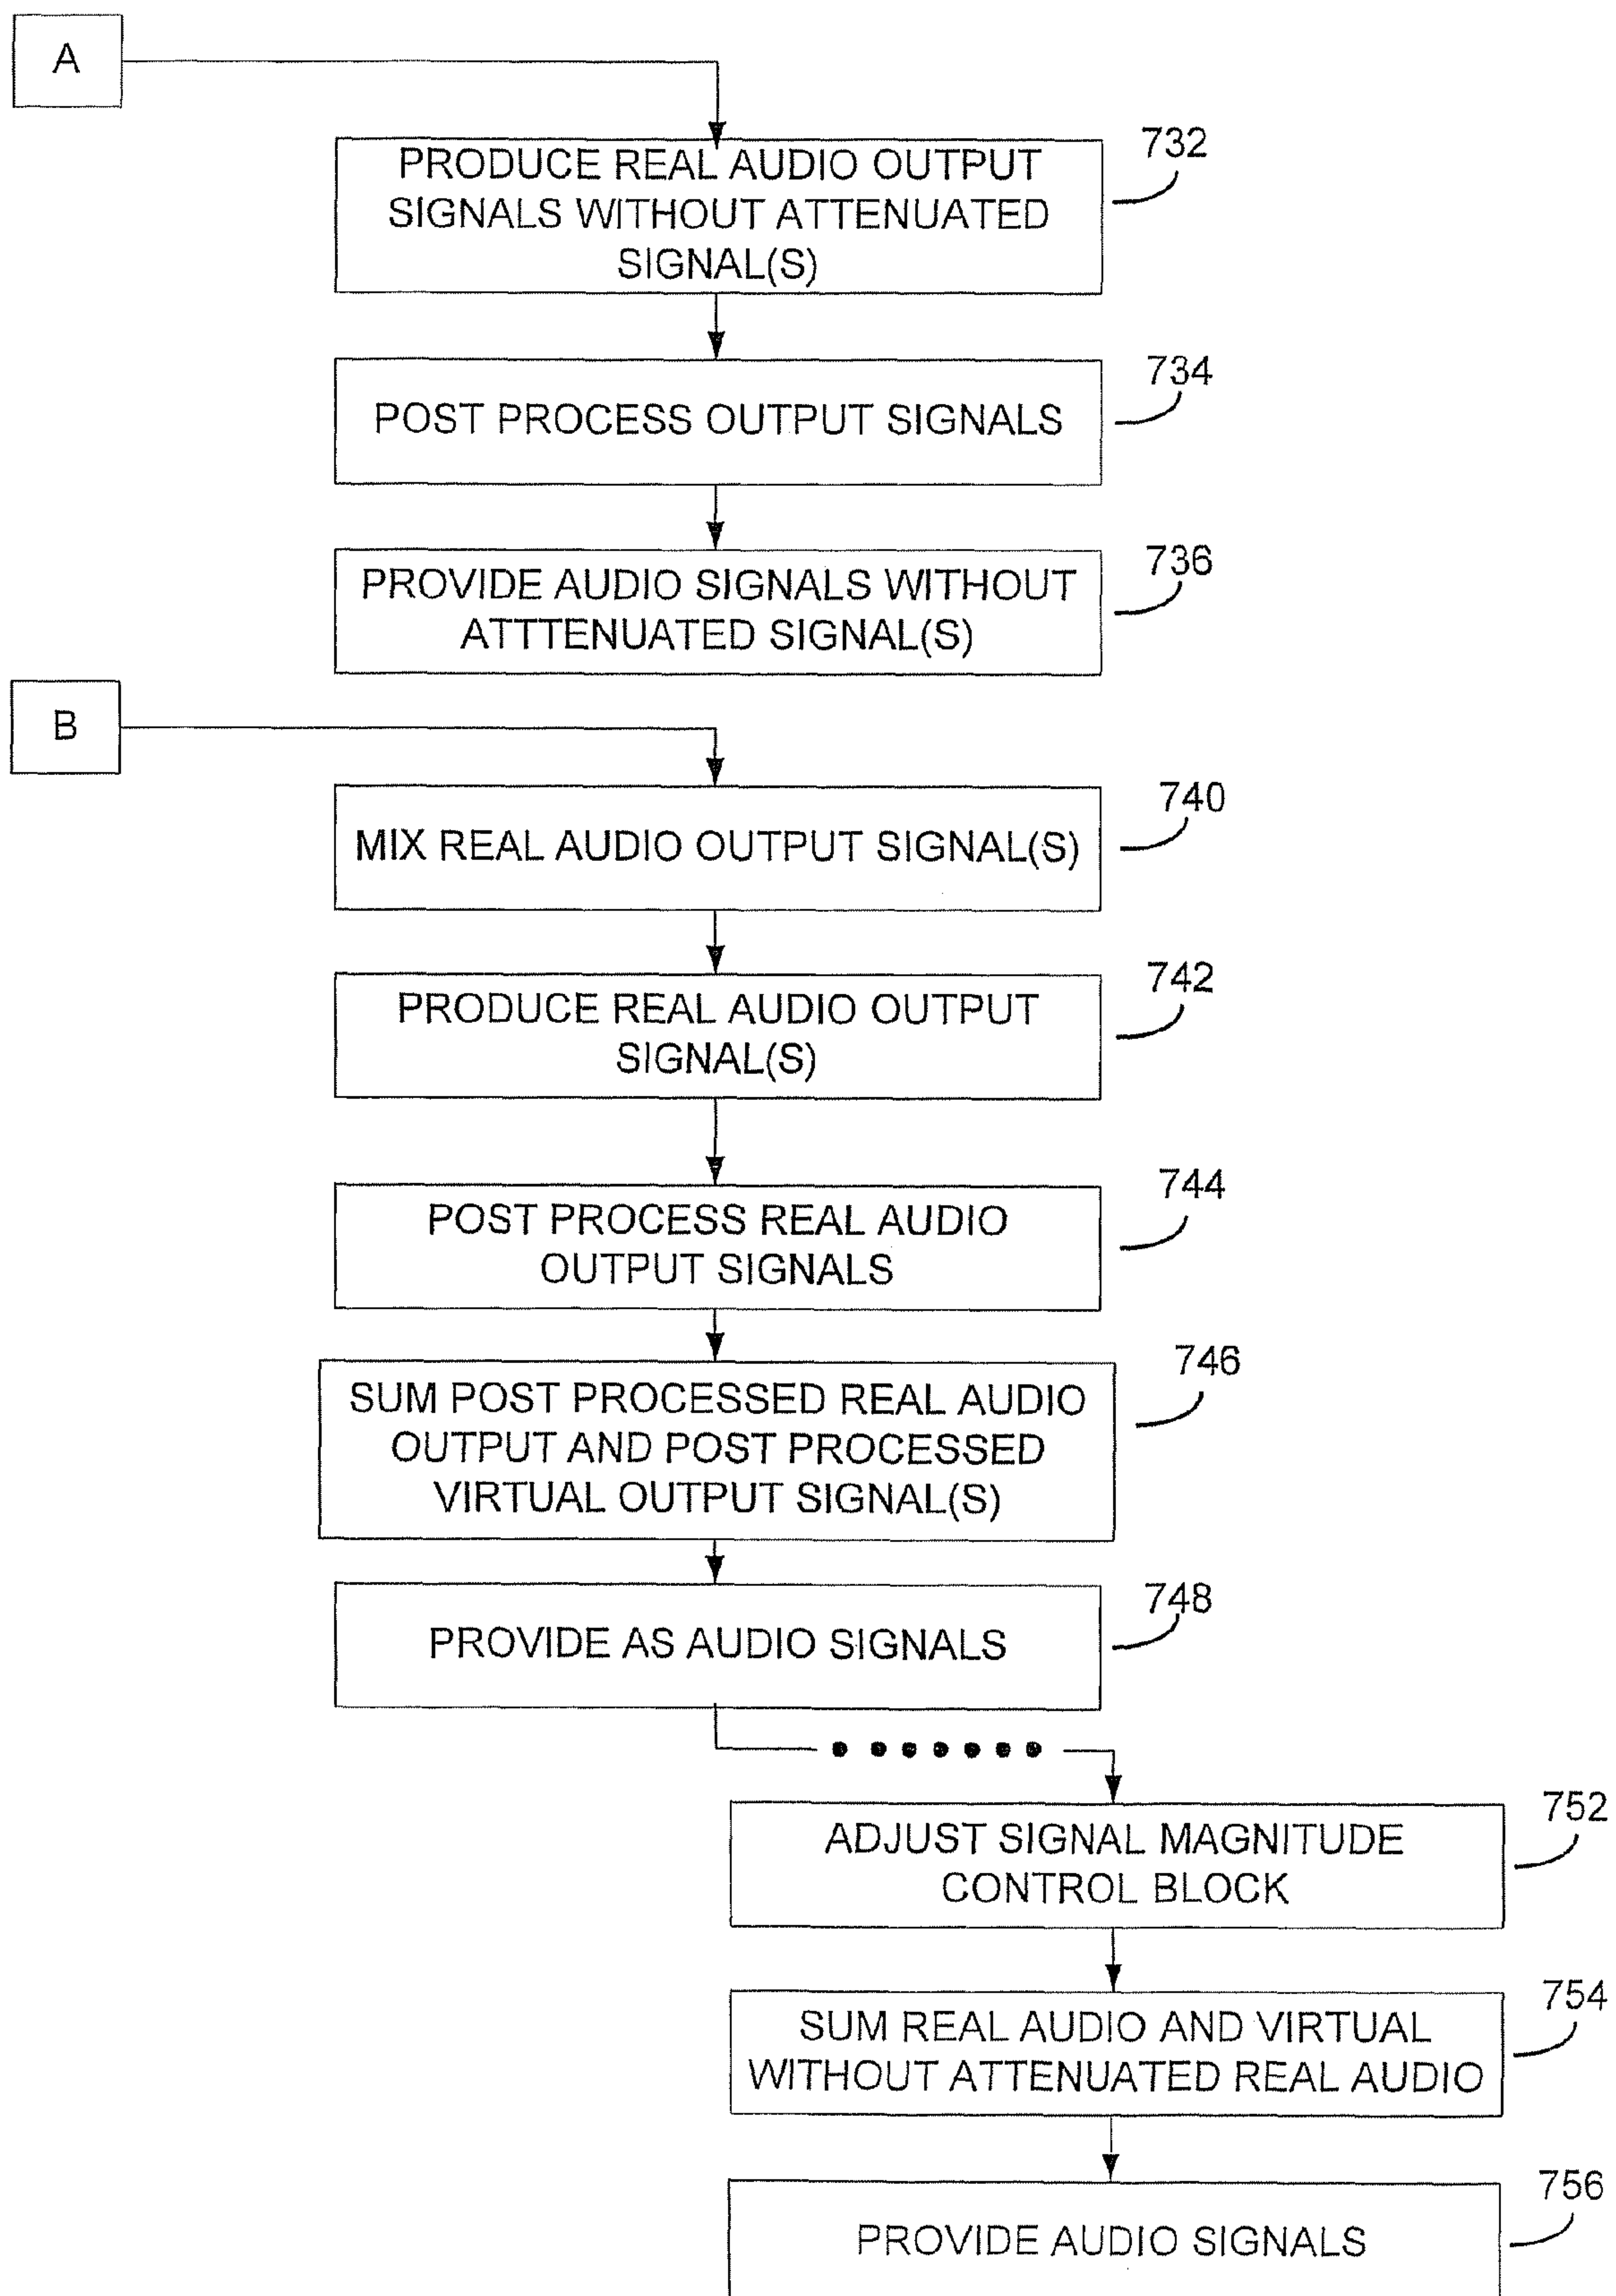 A
732
PRODUCE REAL AUDIO OUTPUT
SIGNALS WITHOUT ATTENUATED
SIGNAL(S)
734
POST PROCESS OUTPUT SIGNALS
736
PROVIDE AUDIO SIGNALS WITHOUT
ATTTENUATED SIGNAL(S)
B
740
MIX REAL AUDIO OUTPUT SIGNAL(S)
742
PRODUCE REAL AUDIO OUTPUT
SIGNAL(S)
744
POST PROCESS REAL AUDIO
OUTPUT SIGNALS
746
SUM POST PROCESSED REAL AUDIO
OUTPUT AND POST PROCESSED
VIRTUAL OUTPUT SIGNAL(S)
748
PROVIDE AS AUDIO SIGNALS
752
ADJUST SIGNAL MAGNITUDE
CONTROL BLOCK
754
SUM REAL AUDIO AND VIRTUAL
WITHOUT ATTENUATED REAL AUDIO
756
PROVIDE AUDIO SIGNALS